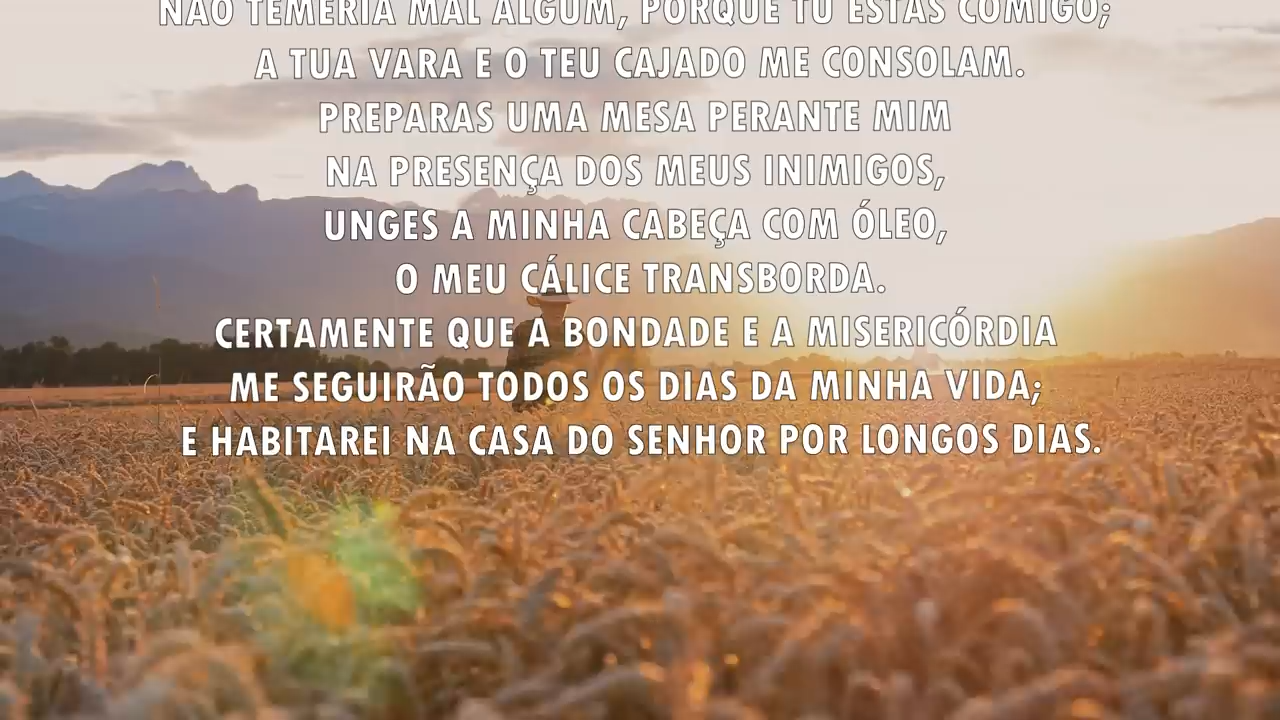 NÃO TEMERIA MAL ALGUM, PORQUE TU ESTÁS COMIGO;
A TUA VARA E O TEU CAJADO ME CONSOLAM.
PREPARAS UMA MESA PERANTE MIM
NA PRESENÇA DOS MEUS INIMIGOS,
UNGES A MINHA CABEÇA COM ÓLEO,
O MEU CÁLICE TRANSBORDA.
CERTAMENTE QUE A BONDADE E A MISERICÓRDIA
ME SEGUIRÃO TODOS OS DIAS DA MINHA VIDA;
E HABITAREI NA CASA DO SENHOR POR LONGOS DIAS.